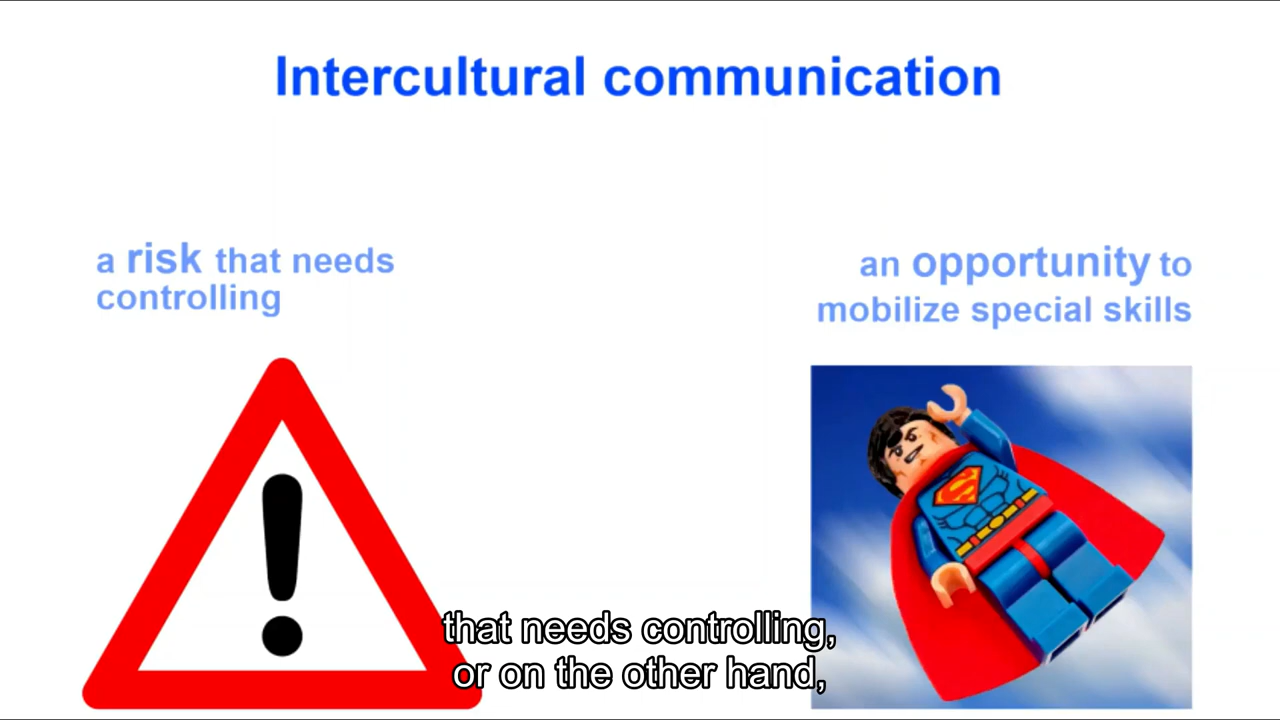 Intercultural communication
a risk that needs
controlling
an opportunity to
mobilize special skills
that needs controlling,
or on the other hand,